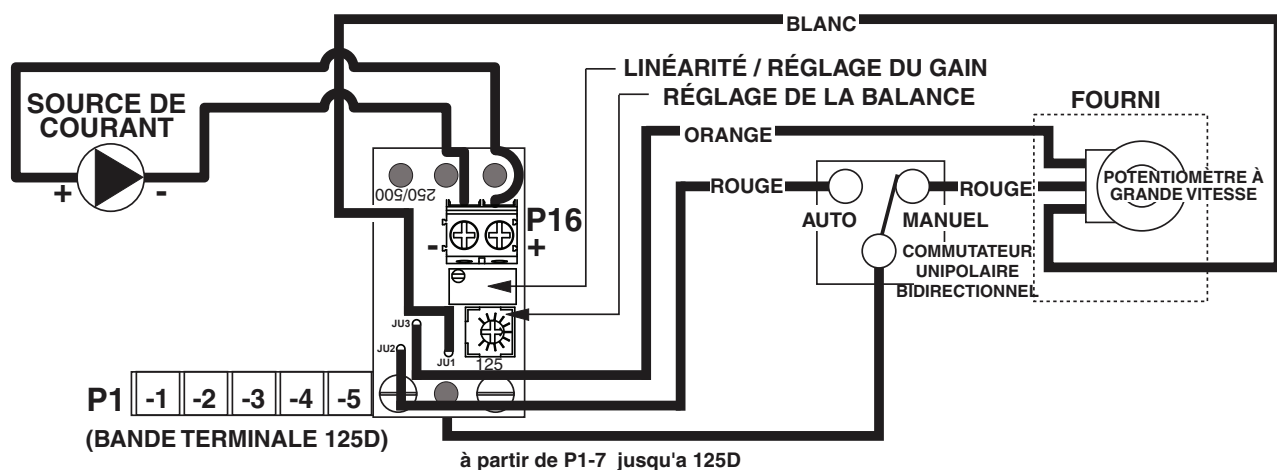 BLANC
LINÉARITÉ / RÉGLAGE DU GAIN
RÉGLAGE DE LA BALANCE
SOURCE DE
COURANT
+
-
FOURNI
ORANGE
250/500
ROUGE
ROUGE
POTENTIOMÈTRE À
GRANDE VITESSE
AUTO
MANUEL
P16
-
+
COMMUTATEUR
UNIPOLAIRE
BIDIRECTIONNEL
JU3
JU2
JU1
125
P1
-1
-2
-3
-4
-5
(BANDE TERMINALE 125D)
à partir de P1-7 jusqu'a 125D